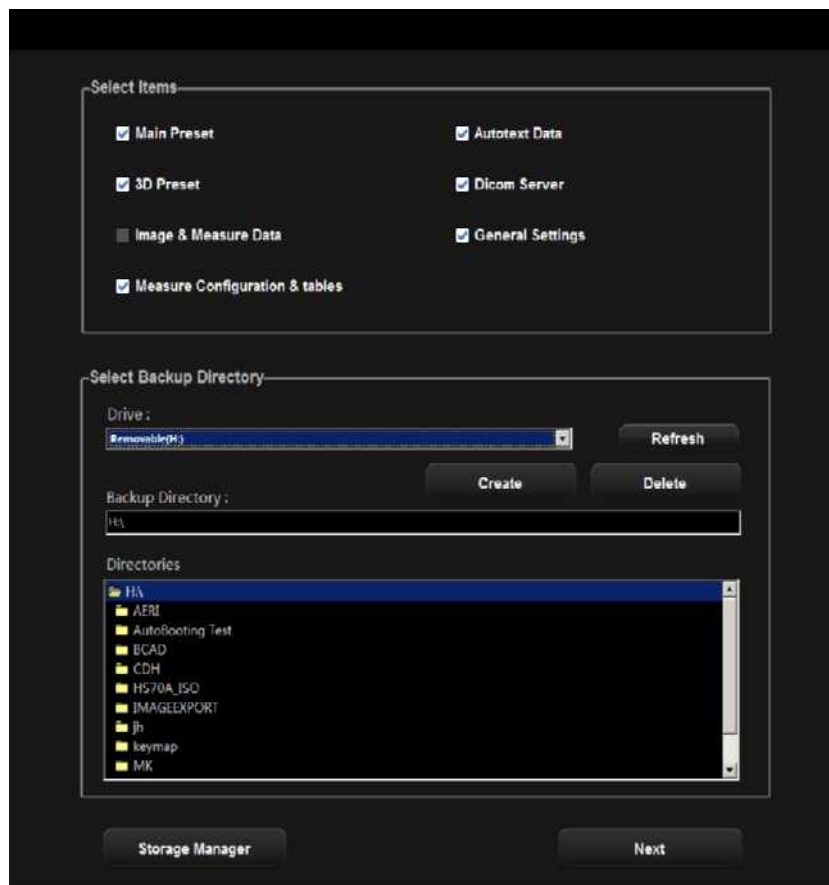 Select Items
Main Preset
Autotext Data
3D Preset
Dicom Server
Image & Measure Data
General Settings
Measure Configuration & tables
Select Backup Directory
Drive :
Removable(H:)
Refresh
Create
Delete
Backup Directory :
H:\
Directories
H:\
AERI
AutoBooting Test
BCAD
CDH
HS70A_ISO
IMAGEEXPORT
jh
keymap
MK
Storage Manager
Next